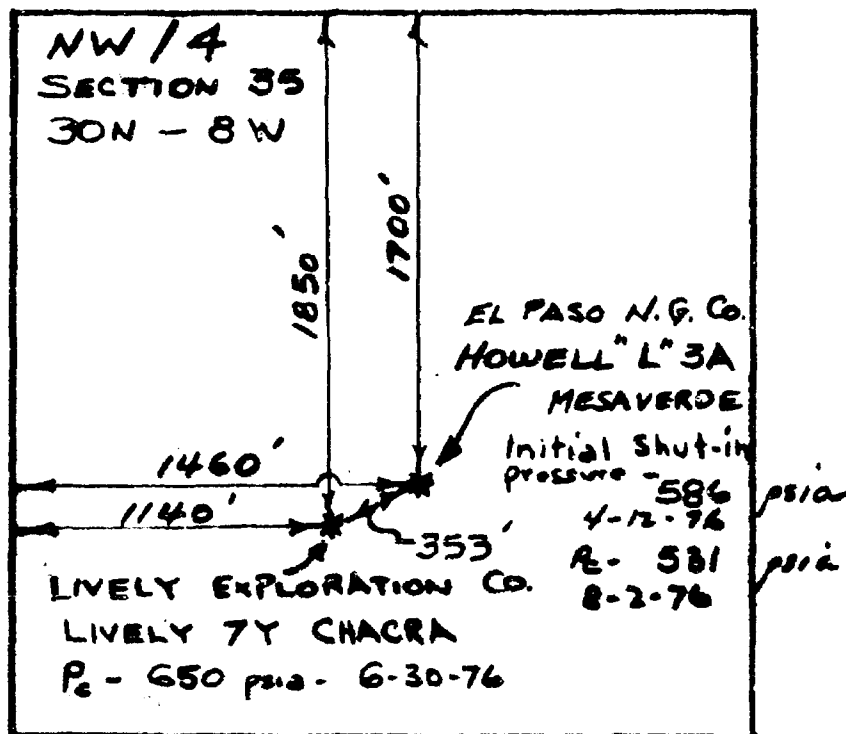 NW/4
SECTION 35
30N - 8W
1850'
1700'
EL PASO N.G. Co.
HOWELL "L" 3A
MESAVERDE
Initial Shut-in
pressure -
586 psia
4-12-76
1460'
1140'
353'
Pc - 531 psia
8-2-76
LIVELY EXPLORATION Co.
LIVELY 7Y CHACRA
Pc - 650 psia - 6-30-76